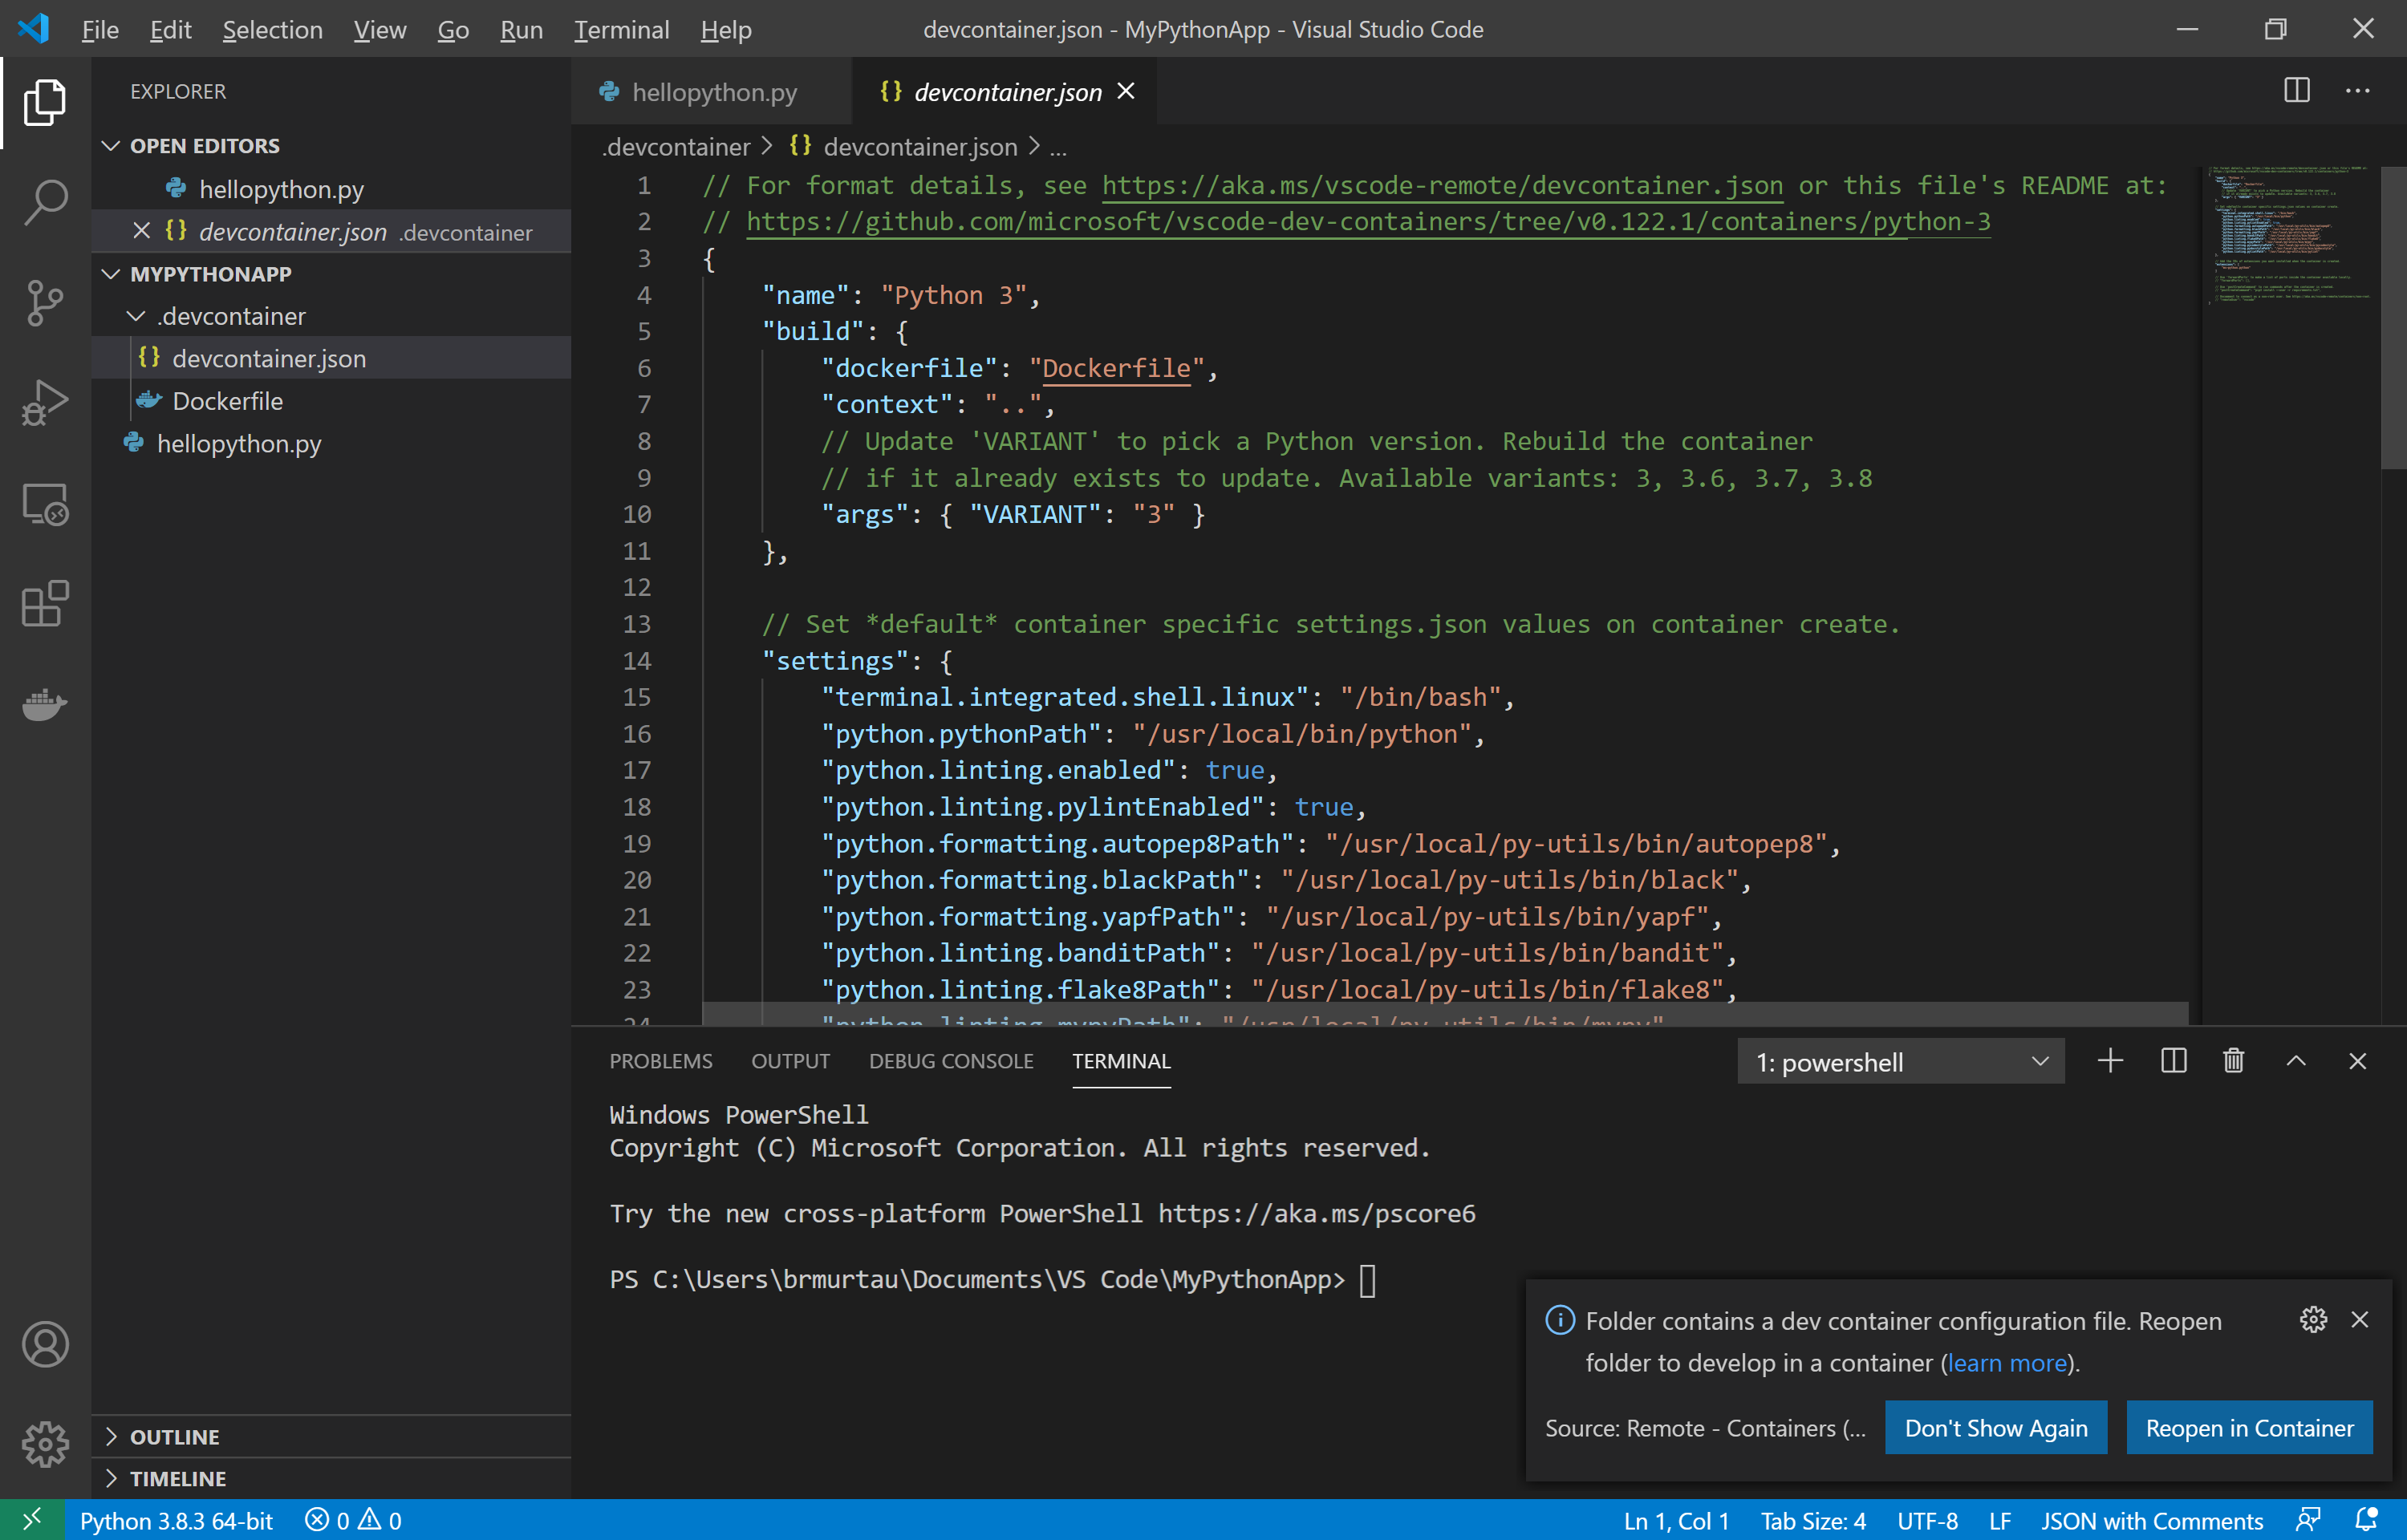 File Edit Selection View Go Run Terminal Help
devcontainer.json - MyPythonApp - Visual Studio Code
EXPLORER
OPEN EDITORS
hellopython.py
devcontainer.json .devcontainer
MYPYTHONAPP
.devcontainer
devcontainer.json
Dockerfile
hellopython.py
OUTLINE
TIMELINE
hellopython.py
devcontainer.json
.devcontainer > {} devcontainer.json > ...
1 // For format details, see https://aka.ms/vscode-remote/devcontainer.json or this file's README at:
2 // https://github.com/microsoft/vscode-dev-containers/tree/v0.122.1/containers/python-3
3 {
4 "name": "Python 3",
5 "build": {
6 "dockerfile": "Dockerfile",
7 "context": "..",
8 // Update 'VARIANT' to pick a Python version. Rebuild the container
9 // if it already exists to update. Available variants: 3, 3.6, 3.7, 3.8
10 "args": { "VARIANT": "3" }
11 },
12
13 // Set *default* container specific settings.json values on container create.
14 "settings": {
15 "terminal.integrated.shell.linux": "/bin/bash",
16 "python.pythonPath": "/usr/local/bin/python",
17 "python.linting.enabled": true,
18 "python.linting.pylintEnabled": true,
19 "python.formatting.autopep8Path": "/usr/local/py-utils/bin/autopep8",
20 "python.formatting.blackPath": "/usr/local/py-utils/bin/black",
21 "python.formatting.yapfPath": "/usr/local/py-utils/bin/yapf",
22 "python.linting.banditPath": "/usr/local/py-utils/bin/bandit",
23 "python.linting.flake8Path": "/usr/local/py-utils/bin/flake8",
24 "python.linting.mypyPath": "/usr/local/py-utils/bin/mypy"
PROBLEMS OUTPUT DEBUG CONSOLE TERMINAL
1: powershell
Windows PowerShell
Copyright (C) Microsoft Corporation. All rights reserved.
Try the new cross-platform PowerShell https://aka.ms/pscore6
PS C:\Users\brmurtau\Documents\VS Code\MyPythonApp>
Folder contains a dev container configuration file. Reopen
folder to develop in a container (learn more).
Source: Remote - Containers (...
Don't Show Again
Reopen in Container
Python 3.8.3 64-bit 0 0
Ln 1, Col 1 Tab Size: 4 UTF-8 LF JSON with Comments